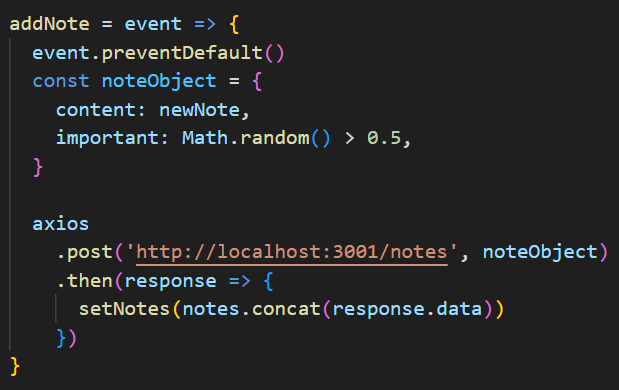 addNote = event => {
  event.preventDefault()
  const noteObject = {
    content: newNote,
    important: Math.random() > 0.5,
  }

  axios
    .post('http://localhost:3001/notes', noteObject)
    .then(response => {
      setNotes(notes.concat(response.data))
    })
}